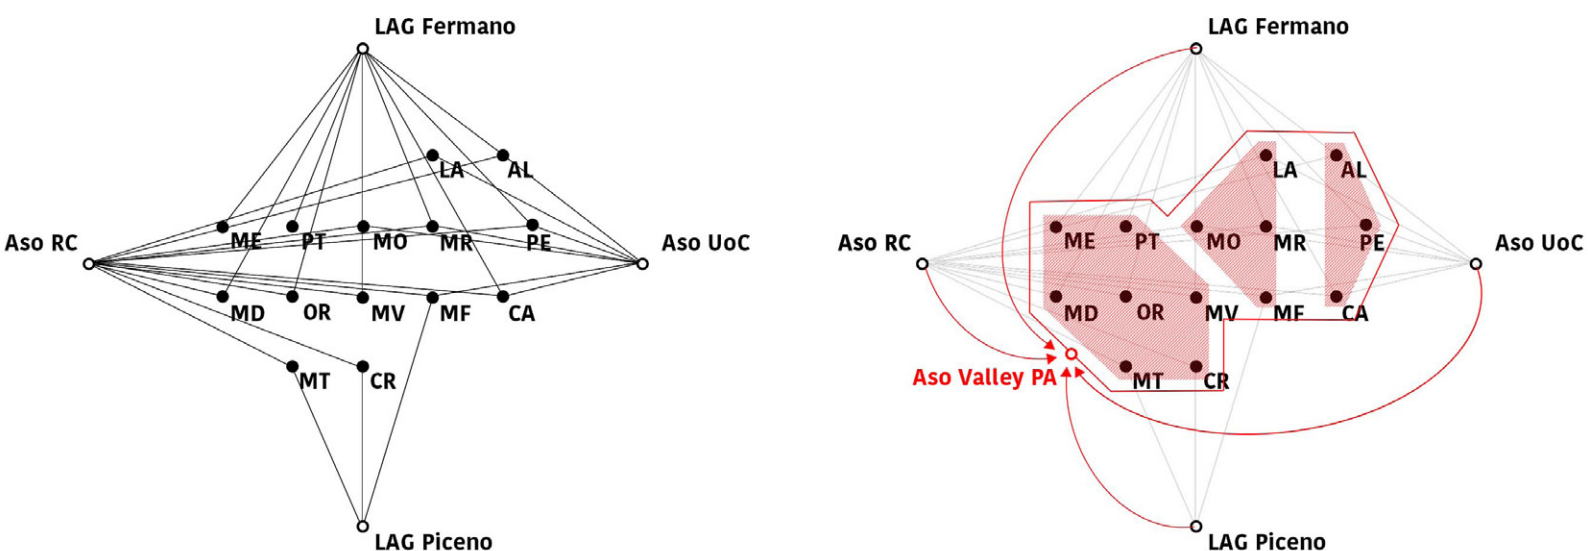 LAG Fermano
LA
AL
Aso RC
ME
PT
MO
MR
PE
Aso UoC
MD
OR
MV
MF
CA
MT
CR
LAG Piceno
LAG Fermano
LA
AL
Aso RC
ME
PT
MO
MR
PE
Aso UoC
MD
OR
MV
MF
CA
Aso Valley PA
MT
CR
LAG Piceno